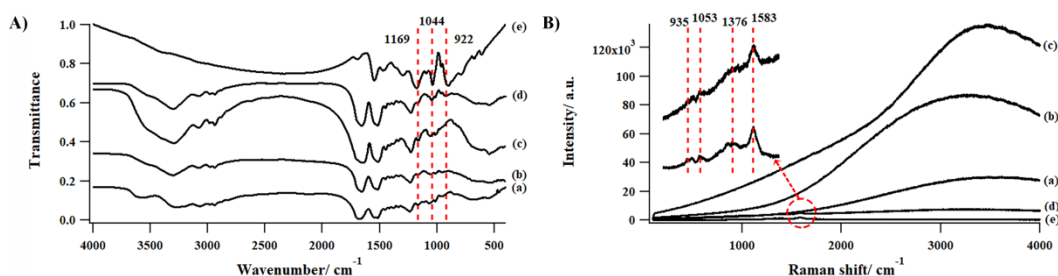 A)
1.0
0.8
0.6
0.4
0.2
0.0
Transmittance
4000
3500
3000
2500
2000
1500
1000
500
Wavenumber/ cm-1
1169
1044
922
(e)
(d)
(c)
(b)
(a)
B)
935
1053
1376
1583
120x10³
100
80
60
40
20
0
Intensity/ a.u.
1000
2000
3000
4000
Raman shift/ cm-1
(c)
(b)
(a)
(d)
(e)